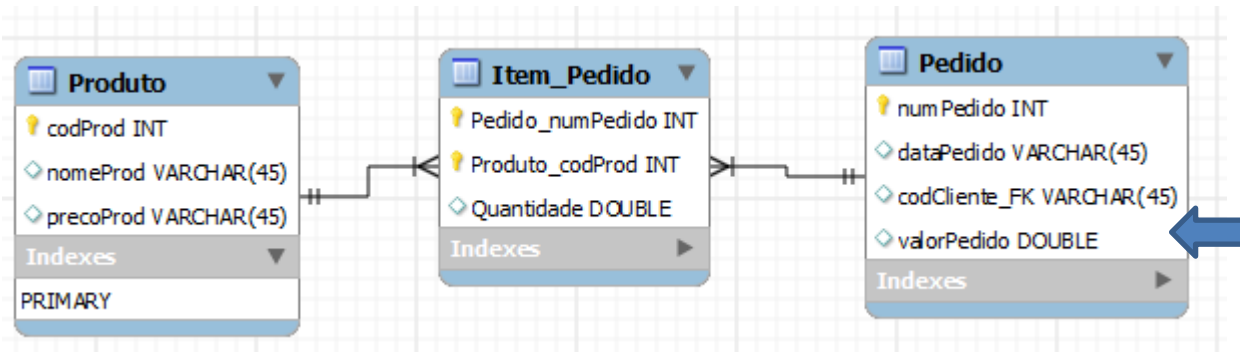 Produto
codProd INT
nomeProd VARCHAR(45)
precoProd VARCHAR(45)
Indexes
PRIMARY
Item_Pedido
Pedido_numPedido INT
Produto_codProd INT
Quantidade DOUBLE
Indexes
Pedido
numPedido INT
dataPedido VARCHAR(45)
codCliente_FK VARCHAR(45)
valorPedido DOUBLE
Indexes